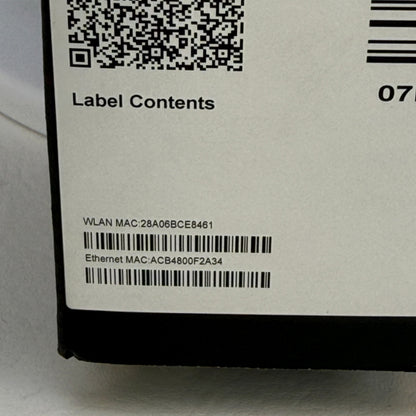 Label Contents
07
WLAN MAC:28A06BCE8461
Ethernet MAC:ACB4800F2A34